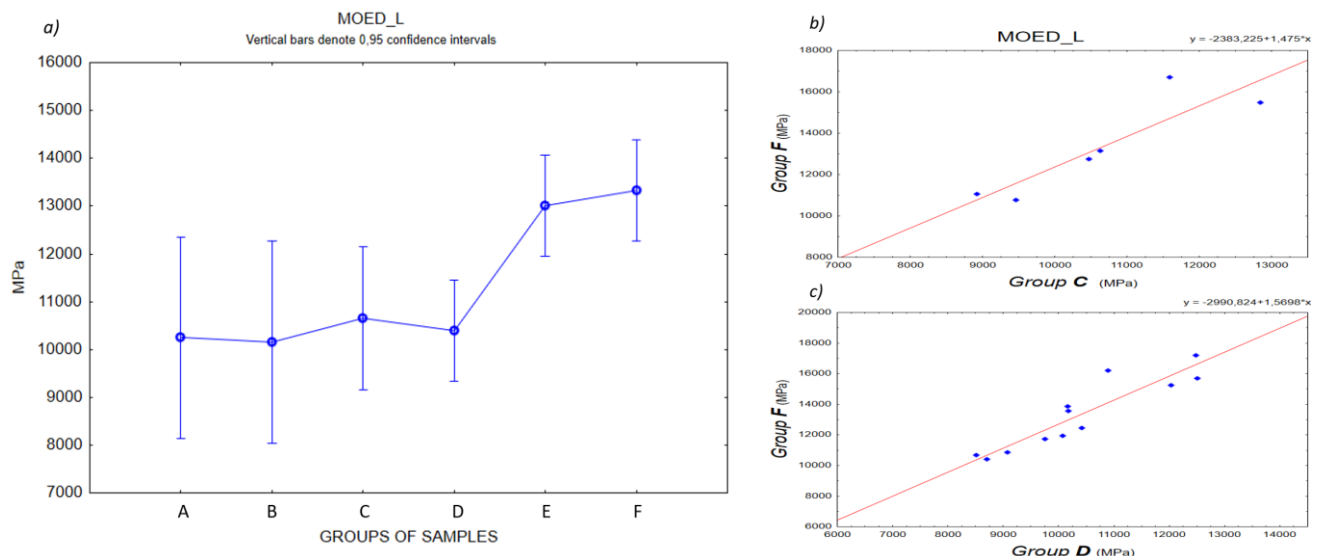 a)
MOED_L
Vertical bars denote 0,95 confidence intervals
16000
15000
14000
13000
12000
11000
10000
9000
8000
7000
MPa
A B C D E F
GROUPS OF SAMPLES
b)
MOED_L
y = -2383,225+1,475*x
18000
16000
14000
12000
10000
8000
Group F (MPa)
7000 8000 9000 10000 11000 12000 13000
Group C (MPa)
c)
y = -2990,824+1,5698*x
20000
18000
16000
14000
12000
10000
8000
6000
Group F (MPa)
6000 7000 8000 9000 10000 11000 12000 13000 14000
Group D (MPa)